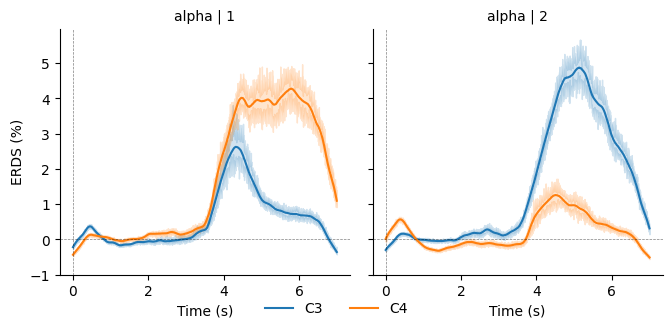 alpha | 1
alpha | 2
ERDS (%)
5
4
3
2
1
0
−1
0 2 4 6
0 2 4 6
Time (s)
Time (s)
C3 C4